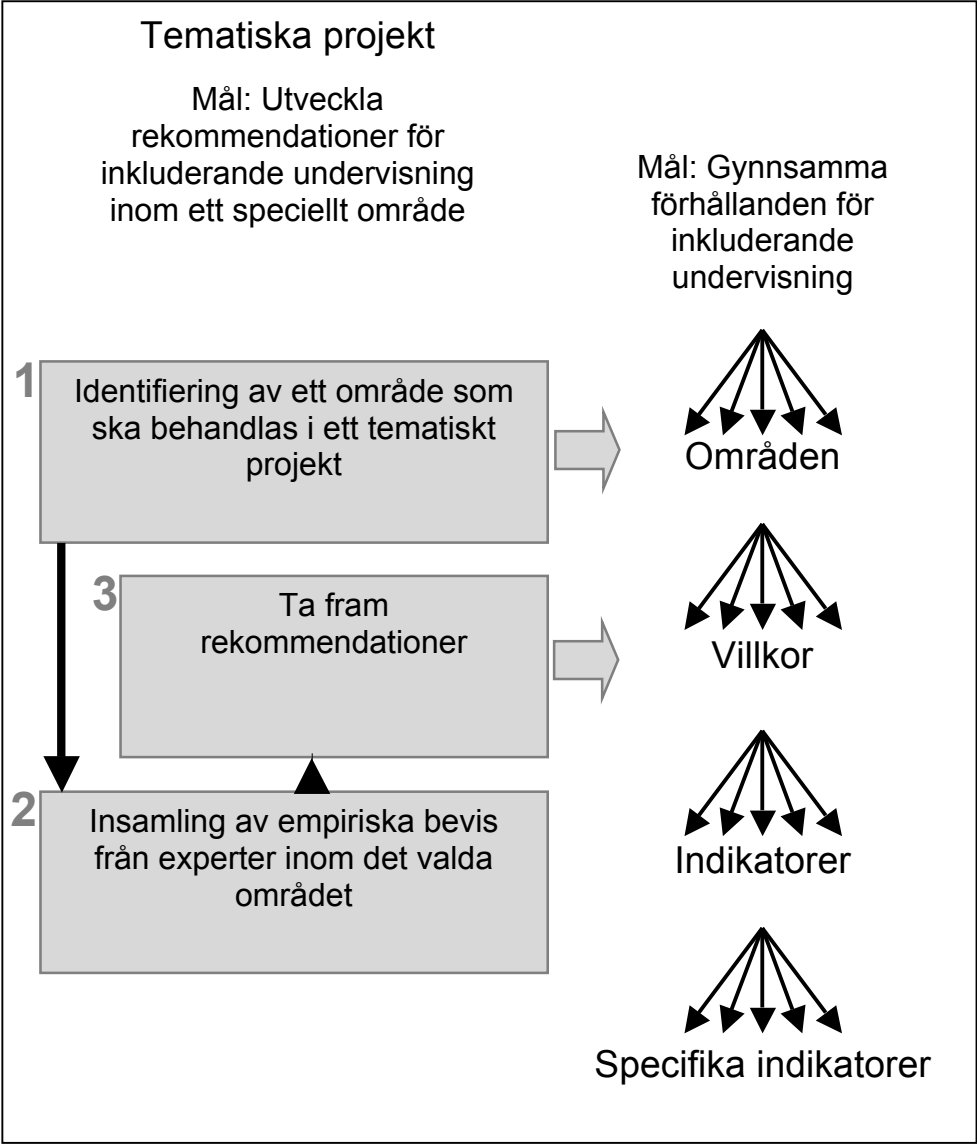 Tematiska projekt
Mål: Utveckla
rekommendationer för
inkluderande undervisning
inom ett speciellt område
Mål: Gynnsamma
förhållanden för
inkluderande
undervisning
1
Identifiering av ett område som
ska behandlas i ett tematiskt
projekt
Områden
3
Ta fram
rekommendationer
Villkor
2
Insamling av empiriska bevis
från experter inom det valda
området
Indikatorer
Specifika indikatorer